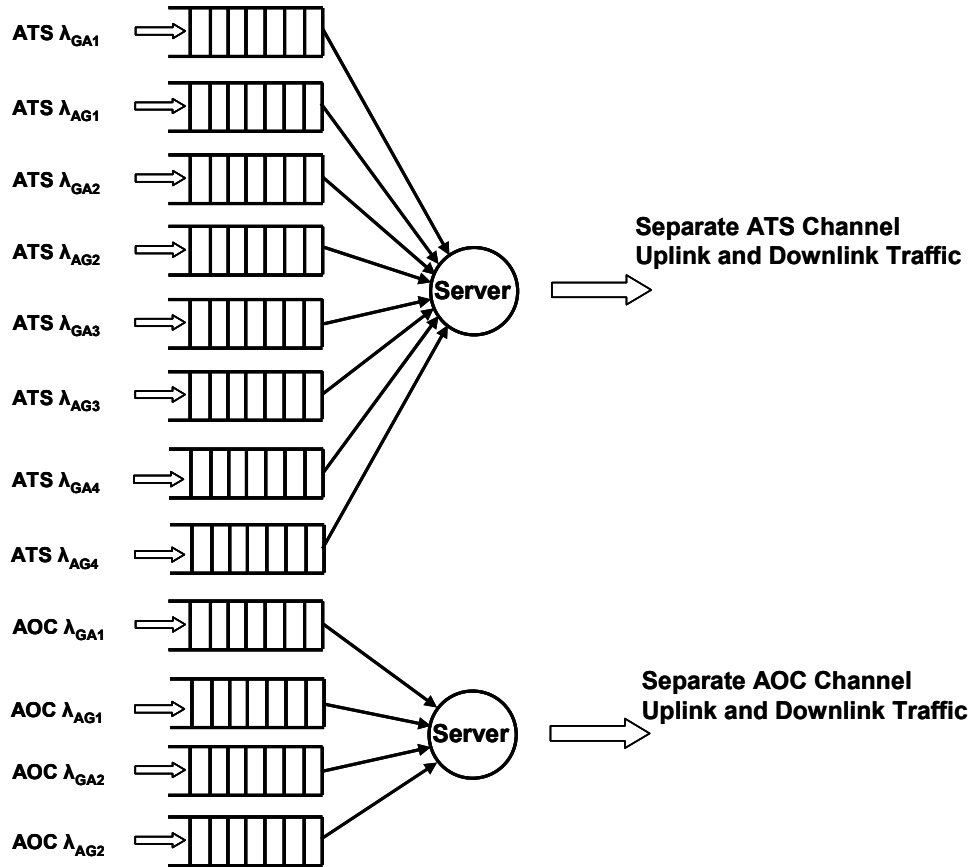 ATS λGA1
ATS λAG1
ATS λGA2
ATS λAG2
ATS λGA3
ATS λAG3
ATS λGA4
ATS λAG4
Server
Separate ATS Channel
Uplink and Downlink Traffic
AOC λGA1
AOC λAG1
AOC λGA2
AOC λAG2
Server
Separate AOC Channel
Uplink and Downlink Traffic